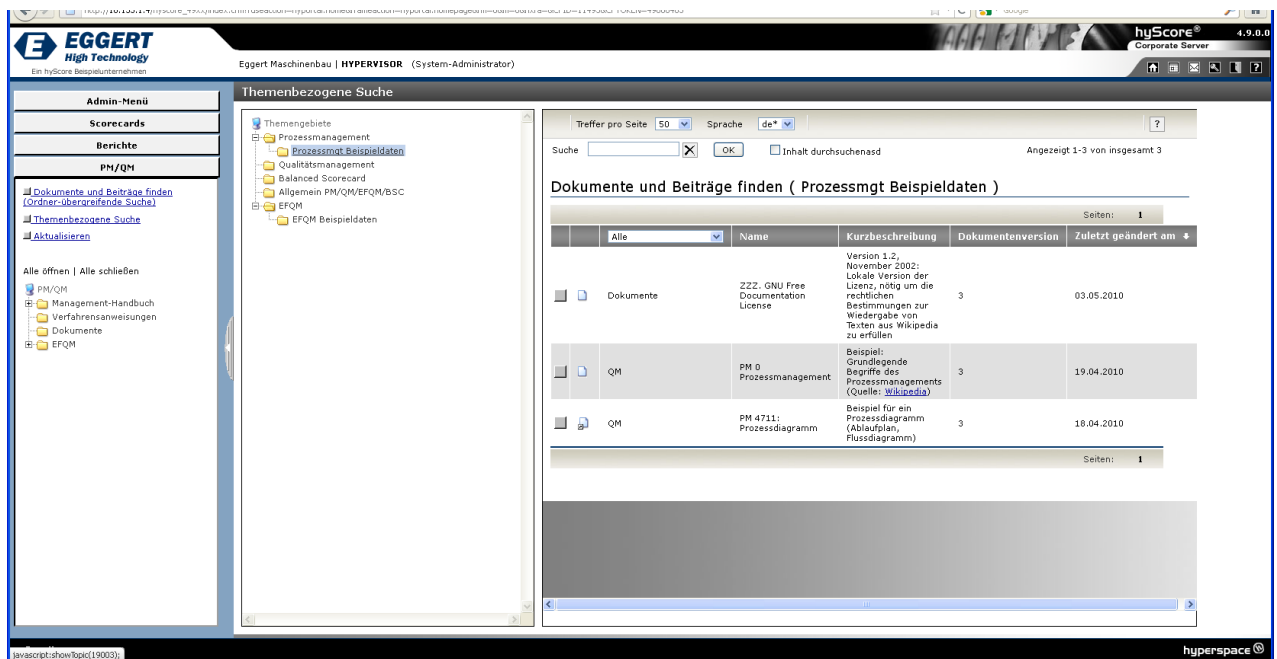 Google
EGGERT
High Technology
Ein hyScore Beispielunternehmen
hyScore® 4.9.0.0
Corporate Server
Eggert Maschinenbau | HYPERVISOR (System-Administrator)
Admin-Menü
Scorecards
Berichte
PM/QM
Dokumente und Beiträge finden
(Ordner-übergreifende Suche)
Themenbezogene Suche
Aktualisieren
Alle öffnen | Alle schließen
PM/QM
Management-Handbuch
Verfahrensanweisungen
Dokumente
EFQM
Themenbezogene Suche
Themengebiete
Prozessmanagement
Prozessmgt Beispieldaten
Qualitätsmanagement
Balanced Scorecard
Allgemein PM/QM/EFQM/BSC
EFQM
EFQM Beispieldaten
Treffer pro Seite 50 Sprache de* ?
Suche OK Inhalt durchsuchenasd Angezeigt 1-3 von insgesamt 3
Dokumente und Beiträge finden ( Prozessmgt Beispieldaten )
Seiten: 1
Alle Name Kurzbeschreibung Dokumentenversion Zuletzt geändert am
Dokumente
ZZZ. GNU Free
Documentation
License
Version 1.2,
November 2002:
Lokale Version der
Lizenz, nötig um die
rechtlichen
Bestimmungen zur
Wiedergabe von
Texten aus Wikipedia
zu erfüllen
3
03.05.2010
QM
PM 0
Prozessmanagement
Beispiel:
Grundlegende
Begriffe des
Prozessmanagements
(Quelle: Wikipedia)
3
19.04.2010
QM
PM 4711:
Prozessdiagramm
Beispiel für ein
Prozessdiagramm
(Ablaufplan,
Flussdiagramm)
3
18.04.2010
Seiten: 1
javascript:showTopic(19003);
hyperspace